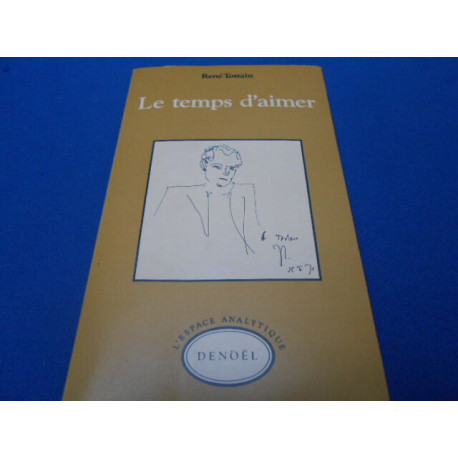 René Tostain
Le temps d'aimer
L'ESPACE ANALYTIQUE
DENOËL